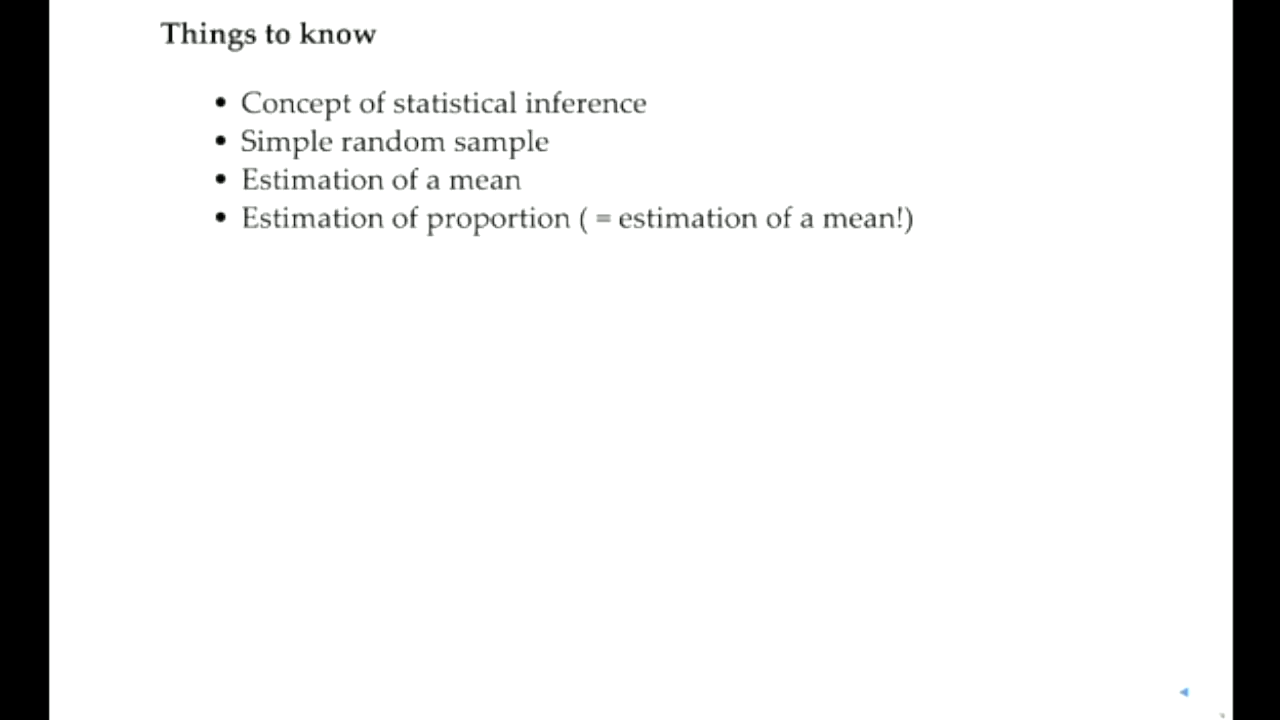 Things to know
• Concept of statistical inference
• Simple random sample
• Estimation of a mean
• Estimation of proportion ( = estimation of a mean!)